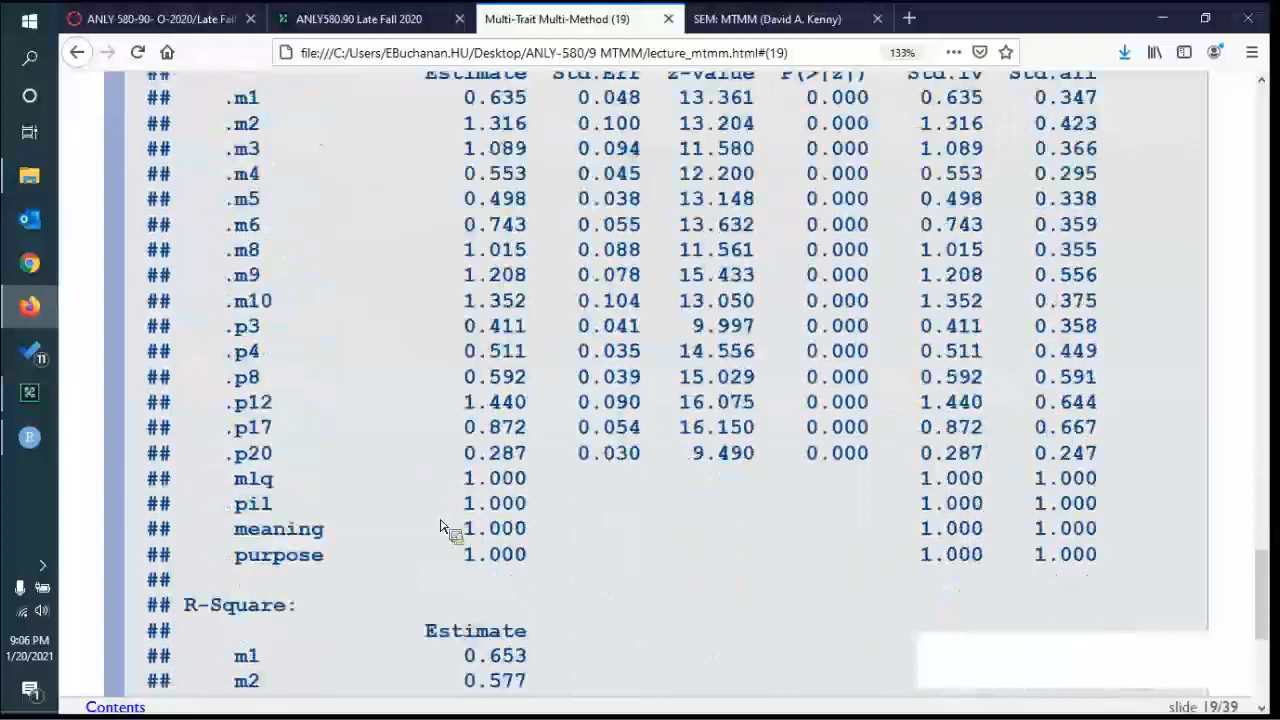 ANLY 580-90- O-2020/Late Fal
ANLY580.90 Late Fall 2020
Multi-Trait Multi-Method (19)
SEM: MTMM (David A. Kenny)
file:///C:/Users/EBuchanan.HU/Desktop/ANLY-580/9 MTMM/lecture_mtmm.html#(19)
133%
## Estimate Std.Err z-value P(>|z|) Std.lv Std.all
## .m1 0.635 0.048 13.361 0.000 0.635 0.347
## .m2 1.316 0.100 13.204 0.000 1.316 0.423
## .m3 1.089 0.094 11.580 0.000 1.089 0.366
## .m4 0.553 0.045 12.200 0.000 0.553 0.295
## .m5 0.498 0.038 13.148 0.000 0.498 0.338
## .m6 0.743 0.055 13.632 0.000 0.743 0.359
## .m8 1.015 0.088 11.561 0.000 1.015 0.355
## .m9 1.208 0.078 15.433 0.000 1.208 0.556
## .m10 1.352 0.104 13.050 0.000 1.352 0.375
## .p3 0.411 0.041 9.997 0.000 0.411 0.358
## .p4 0.511 0.035 14.556 0.000 0.511 0.449
## .p8 0.592 0.039 15.029 0.000 0.592 0.591
## .p12 1.440 0.090 16.075 0.000 1.440 0.644
## .p17 0.872 0.054 16.150 0.000 0.872 0.667
## .p20 0.287 0.030 9.490 0.000 0.287 0.247
## mlq 1.000 1.000 1.000
## pil 1.000 1.000 1.000
## meaning 1.000 1.000 1.000
## purpose 1.000 1.000 1.000
##
## R-Square:
## Estimate
## m1 0.653
## m2 0.577
Contents
slide 19/39
11
9:06 PM
1/20/2021
1